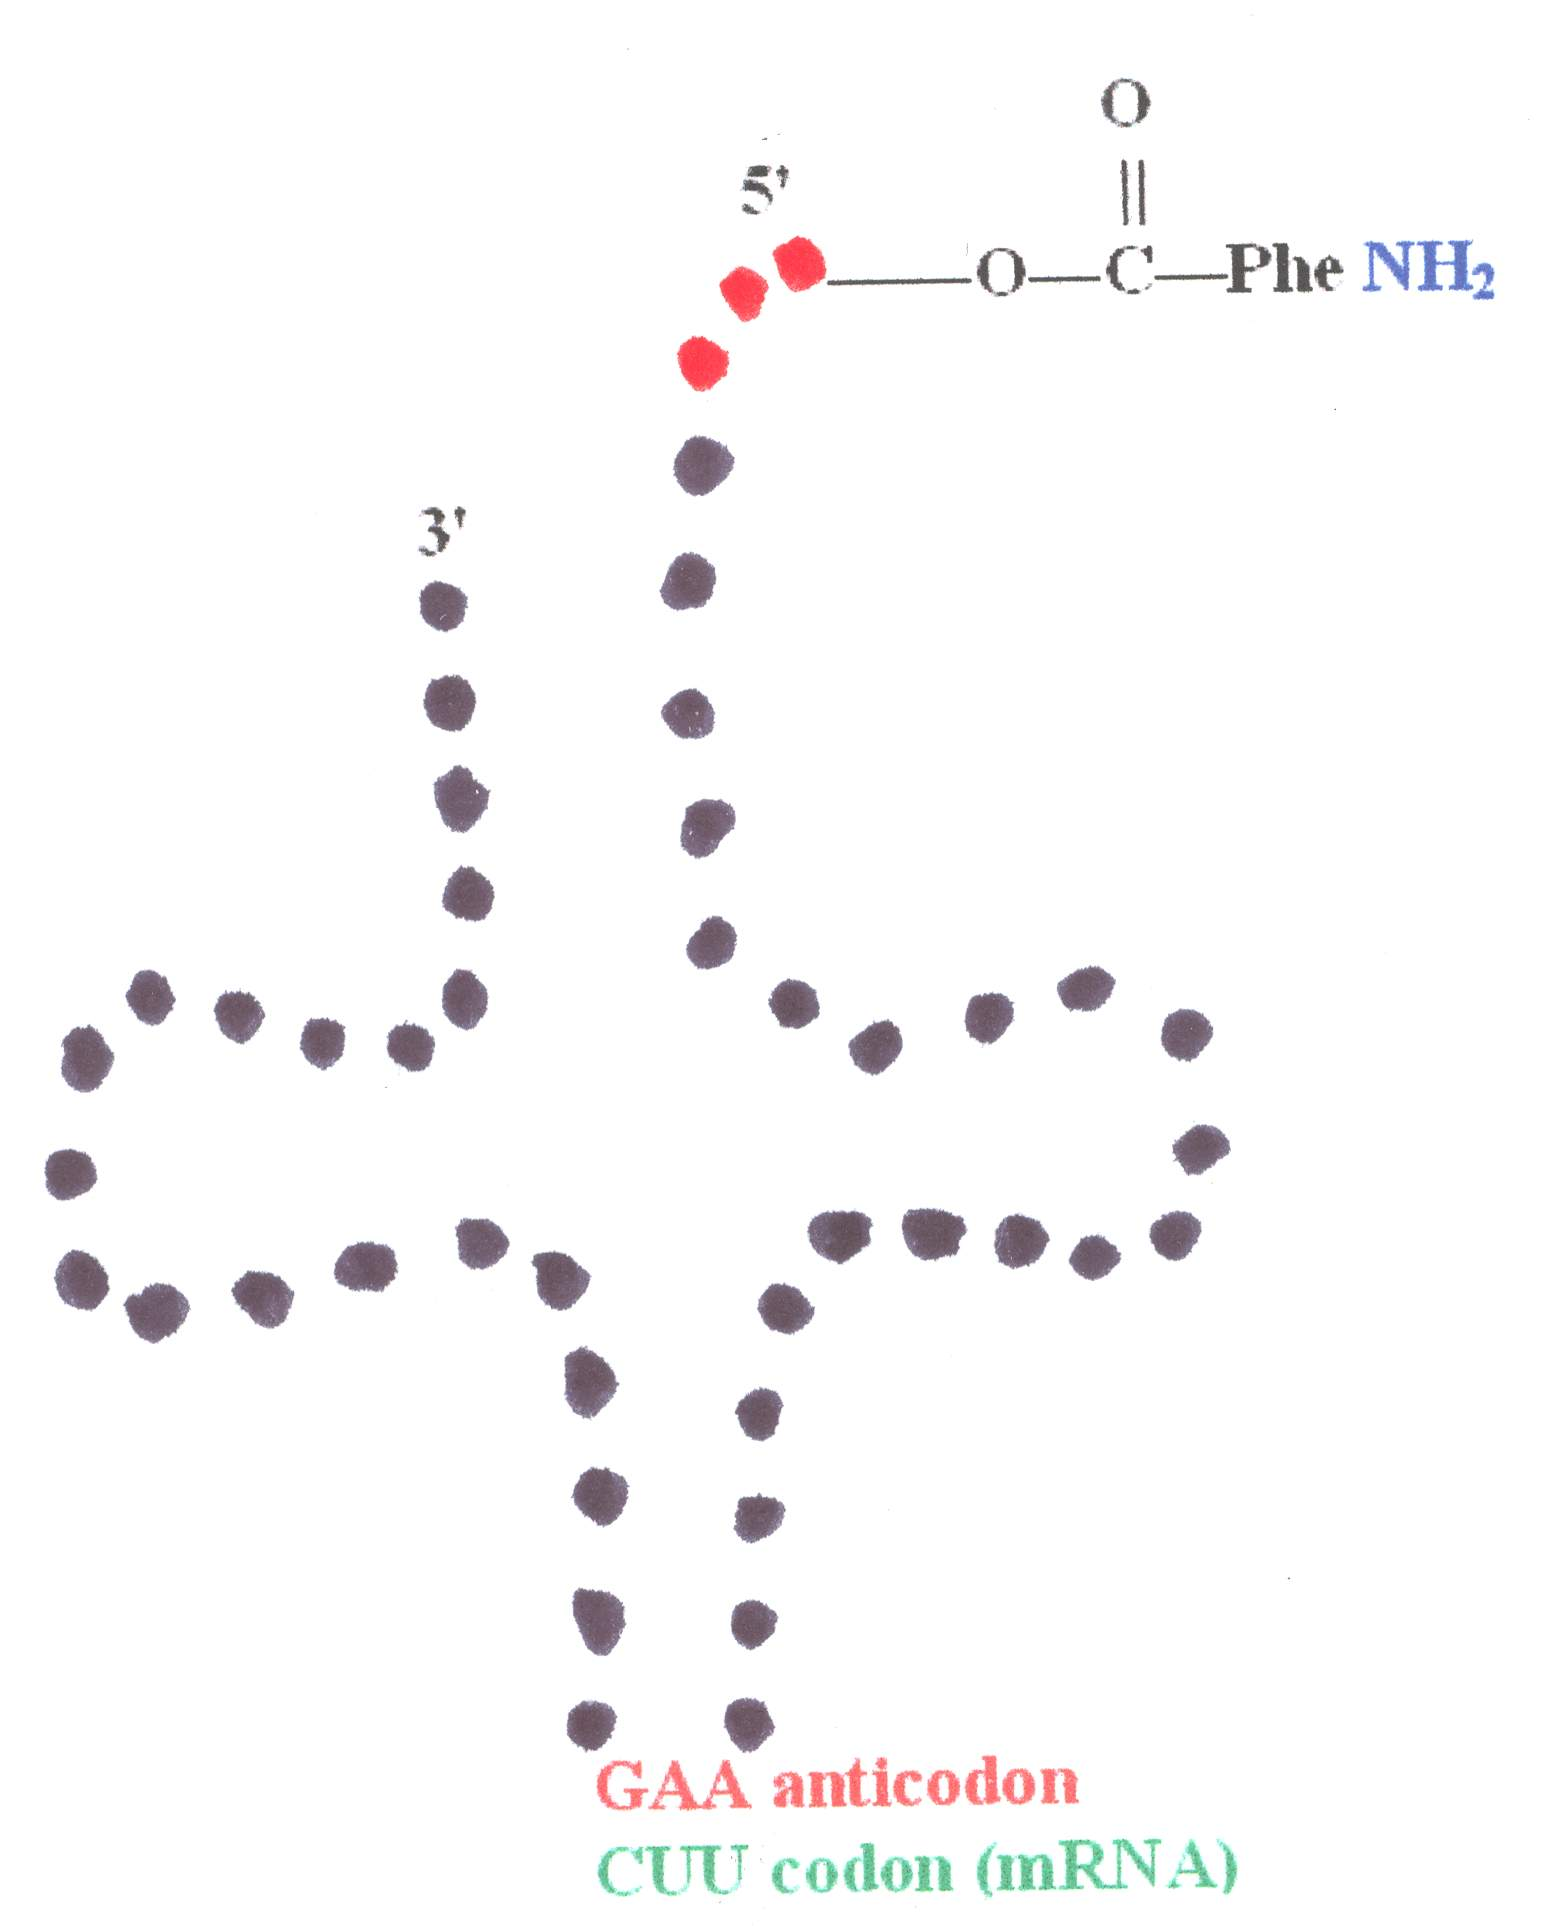 O
||
5'
O—C—Phe NH₂
3'
GAA anticodon
CUU codon (mRNA)